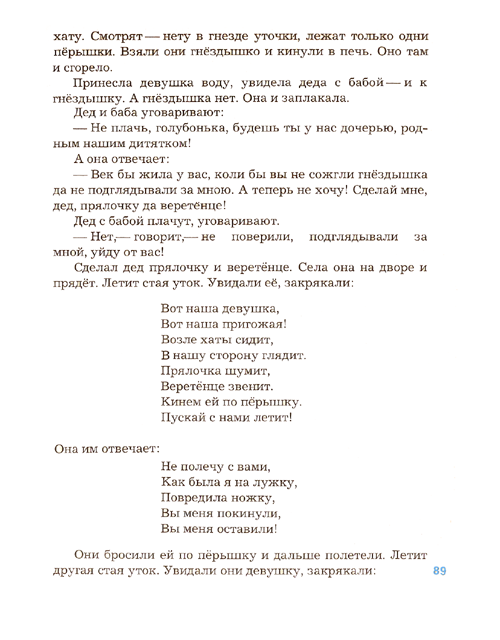 хату. Смотрят — нету в гнезде уточки, лежат только одни
пёрышки. Взяли они гнёздышко и кинули в печь. Оно там
и сгорело.
Принесла девушка воду, увидела деда с бабой — и к
гнёздышку. А гнёздышка нет. Она и заплакала.
Дед и баба уговаривают:
— Не плачь, голубонька, будешь ты у нас дочерью, род-
ным нашим дитятком!
А она отвечает:
— Век бы жила у вас, коли бы вы не сожгли гнёздышка
да не подглядывали за мною. А теперь не хочу! Сделай мне,
дед, прялочку да веретёнце!
Дед с бабой плачут, уговаривают.
— Нет,— говорит,— не поверили, подглядывали за
мной, уйду от вас!
Сделал дед прялочку и веретёнце. Села она на дворе и
прядёт. Летит стая уток. Увидали её, закрякали:
Вот наша девушка,
Вот наша пригожая!
Возле хаты сидит,
В нашу сторону глядит.
Прялочка шумит,
Веретёнце звенит.
Кинем ей по пёрышку.
Пускай с нами летит!
Она им отвечает:
Не полечу с вами,
Как была я на лужку,
Повредила ножку,
Вы меня покинули,
Вы меня оставили!
Они бросили ей по пёрышку и дальше полетели. Летит
другая стая уток. Увидали они девушку, закрякали:
89